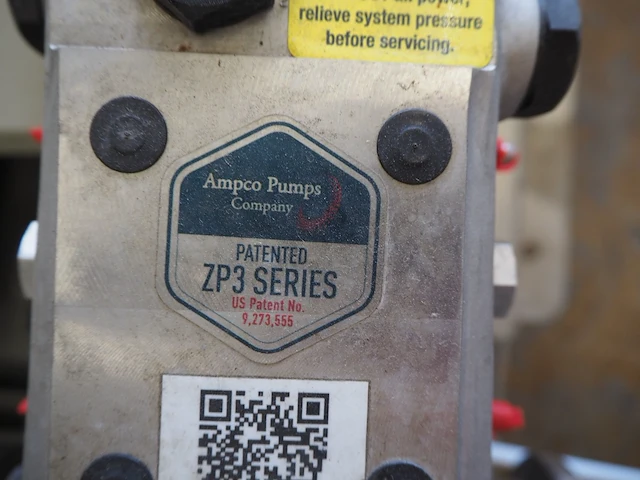 relieve system pressure
before servicing.
Ampco Pumps
Company
PATENTED
ZP3 SERIES
US Patent No.
9,273,555